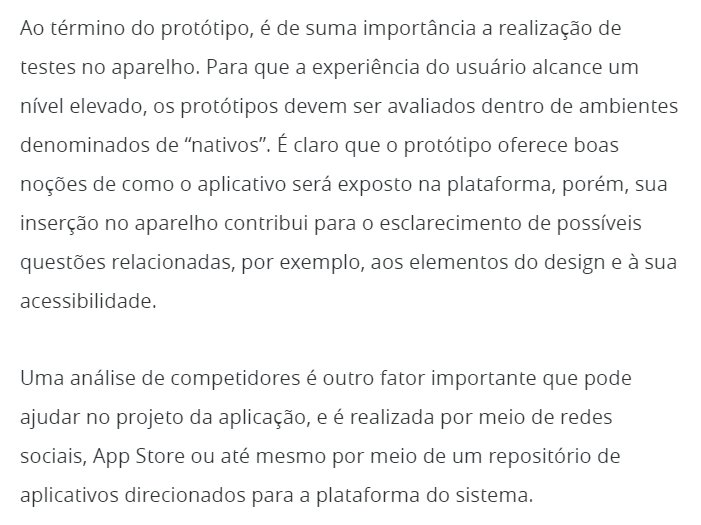 Ao término do protótipo, é de suma importância a realização de
testes no aparelho. Para que a experiência do usuário alcance um
nível elevado, os protótipos devem ser avaliados dentro de ambientes
denominados de “nativos”. É claro que o protótipo oferece boas
noções de como o aplicativo será exposto na plataforma, porém, sua
inserção no aparelho contribui para o esclarecimento de possíveis
questões relacionadas, por exemplo, aos elementos do design e à sua
acessibilidade.
Uma análise de competidores é outro fator importante que pode
ajudar no projeto da aplicação, e é realizada por meio de redes
sociais, App Store ou até mesmo por meio de um repositório de
aplicativos direcionados para a plataforma do sistema.